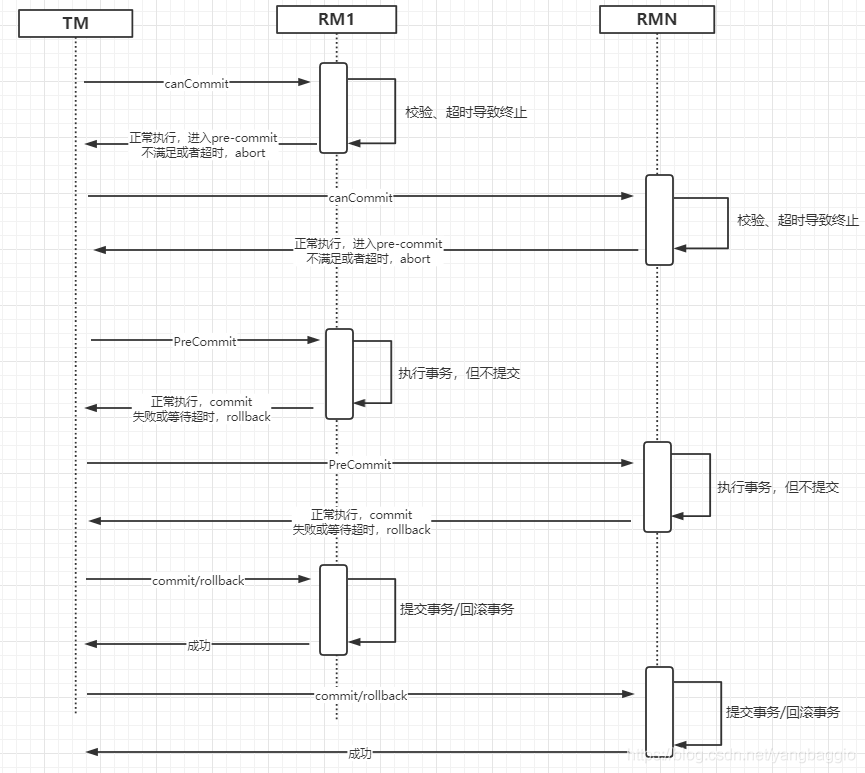 TM
RM1
RMN
canCommit
校验、超时导致终止
正常执行，进入pre-commit
不满足或者超时，abort
canCommit
校验、超时导致终止
正常执行，进入pre-commit
不满足或者超时，abort
PreCommit
执行事务，但不提交
正常执行，commit
失败或等待超时，rollback
PreCommit
执行事务，但不提交
正常执行，commit
失败或等待超时，rollback
commit/rollback
提交事务/回滚事务
成功
commit/rollback
提交事务/回滚事务
成功
https://blog.csdn.net/yangbaggio